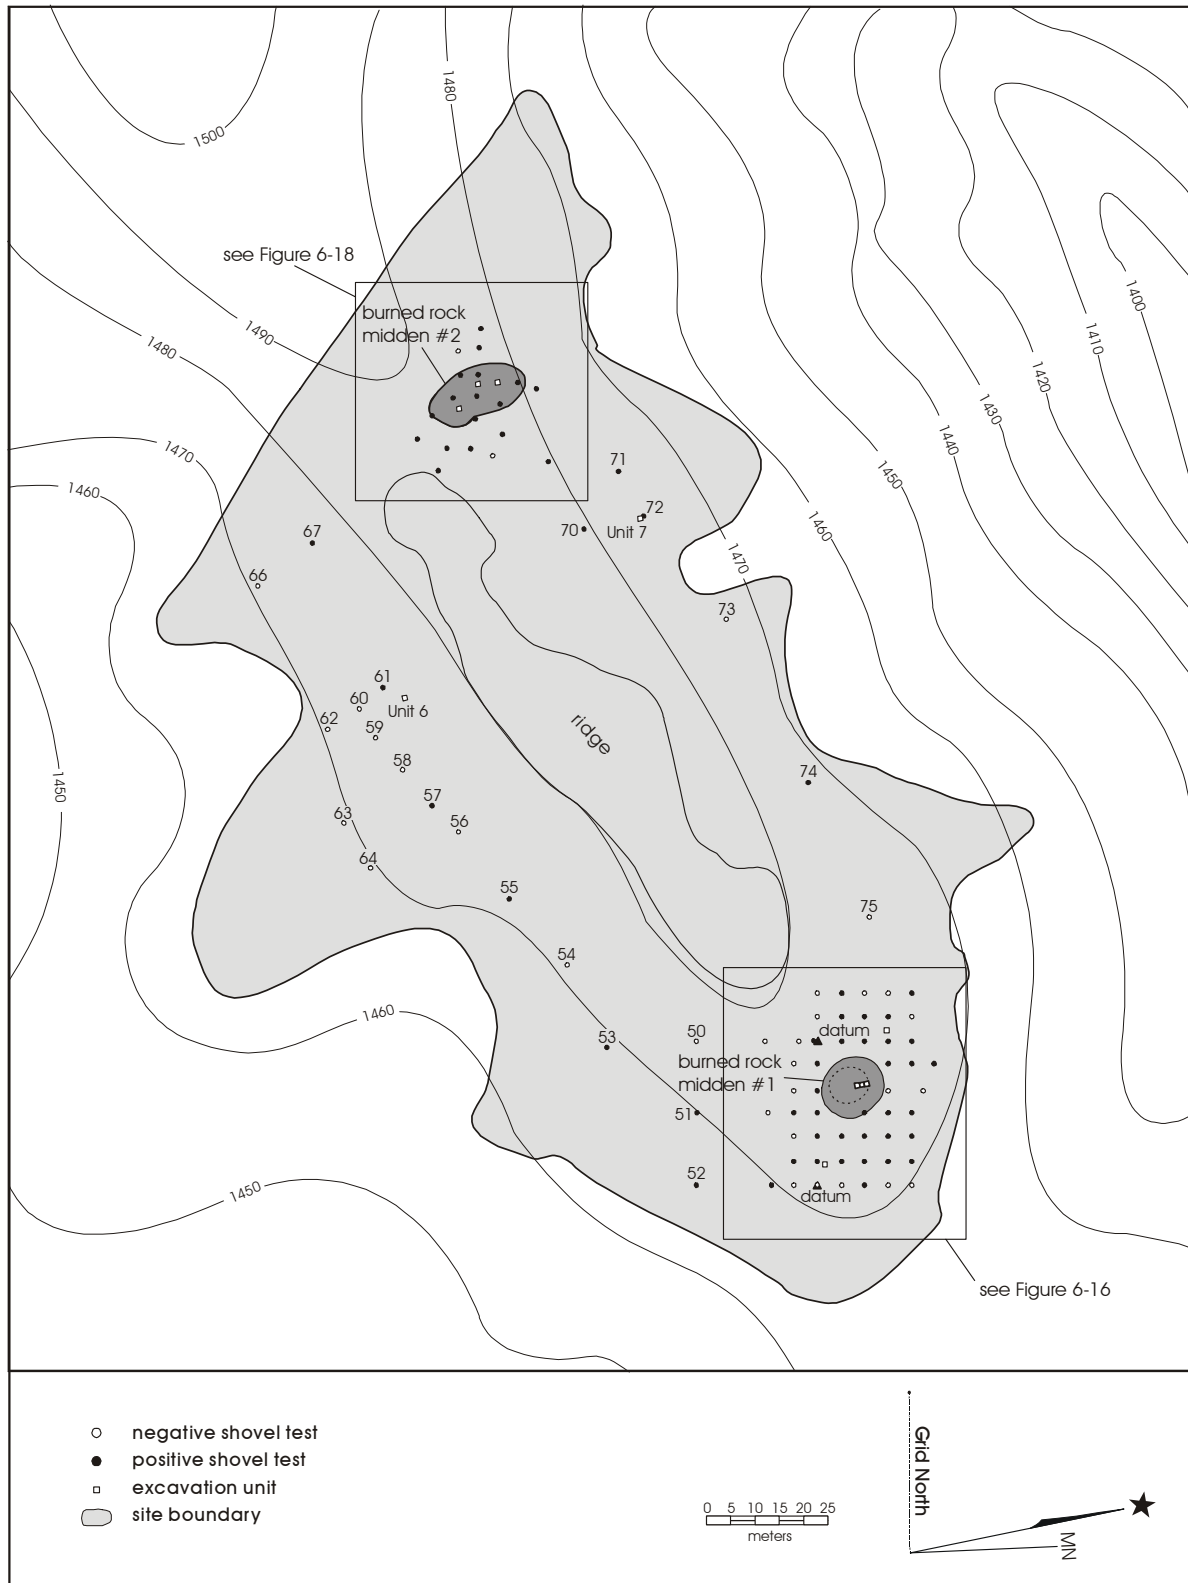 1480
1500
see Figure 6-18
burned rock
midden #2
1490
1480
1470
1460
1400
1410
1420
1430
1440
1450
1460
1470
71
72
70
Unit 7
67
66
73
61
60
Unit 6
62
59
58
57
56
63
64
ridge
74
1450
55
75
54
53
50
datum
burned rock
midden #1
51
52
datum
1460
1450
see Figure 6-16
negative shovel test
positive shovel test
excavation unit
site boundary
0 5 10 15 20 25
meters
Grid North
MN